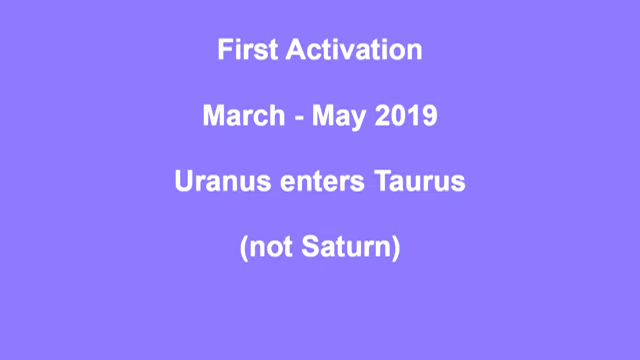 First Activation
March - May 2019
Uranus enters Taurus
(not Saturn)